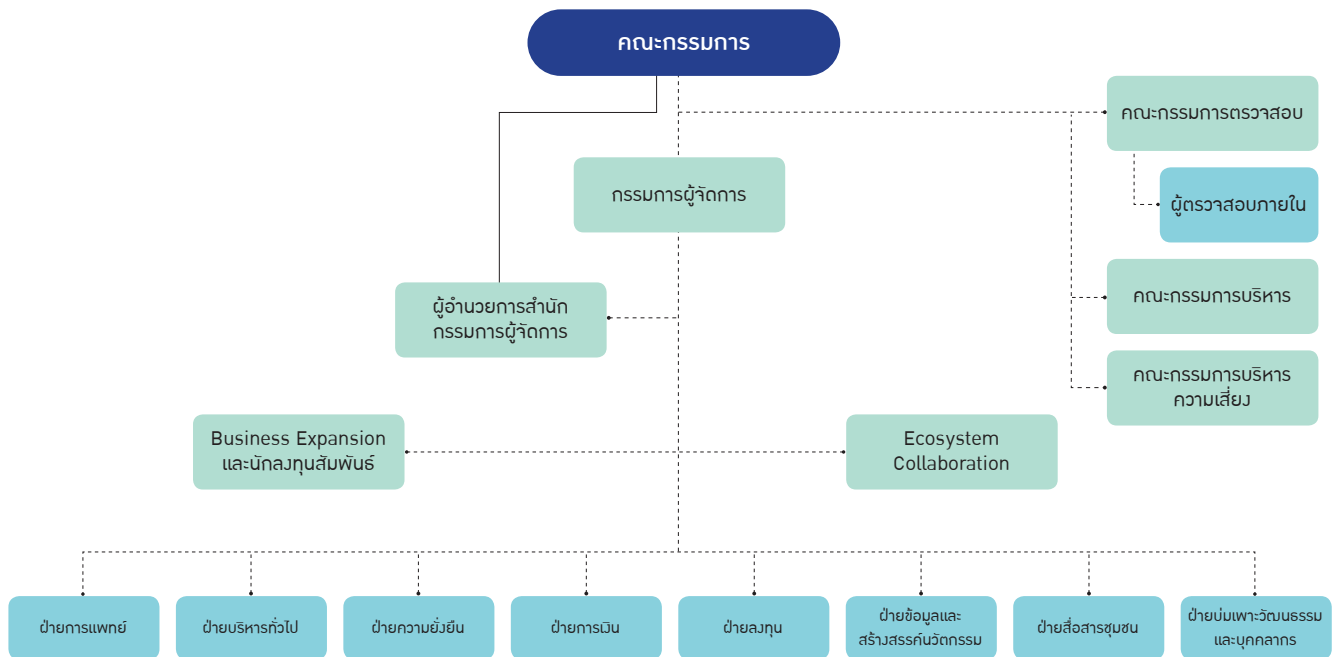 คณะกรรมการ
คณะกรรมการตรวจสอบ
กรรมการผู้จัดการ
ผู้ตรวจสอบภายใน
ผู้อำนวยการสำนัก
กรรมการผู้จัดการ
คณะกรรมการบริหาร
คณะกรรมการบริหาร
ความเสี่ยง
Business Expansion
และนักลงทุนสัมพันธ์
Ecosystem
Collaboration
ฝ่ายการแพทย์
ฝ่ายบริหารทั่วไป
ฝ่ายความยั่งยืน
ฝ่ายการเงิน
ฝ่ายลงทุน
ฝ่ายข้อมูลและ
สร้างสรรค์นวัตกรรม
ฝ่ายสื่อสารชุมชน
ฝ่ายบ่มเพาะวัฒนธรรม
และบุคคลากร